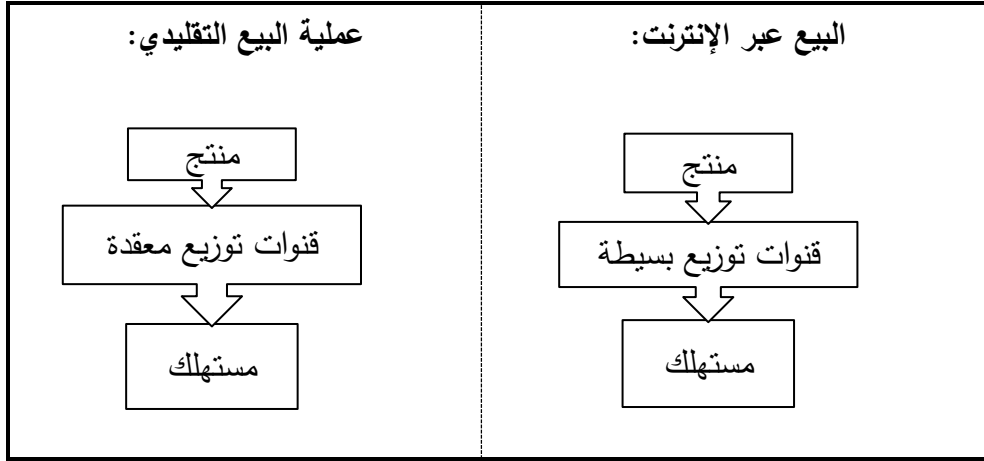 البيع عبر الإنترنت:
منتج
قنوات توزيع بسيطة
مستهلك
عملية البيع التقليدي:
منتج
قنوات توزيع معقدة
مستهلك